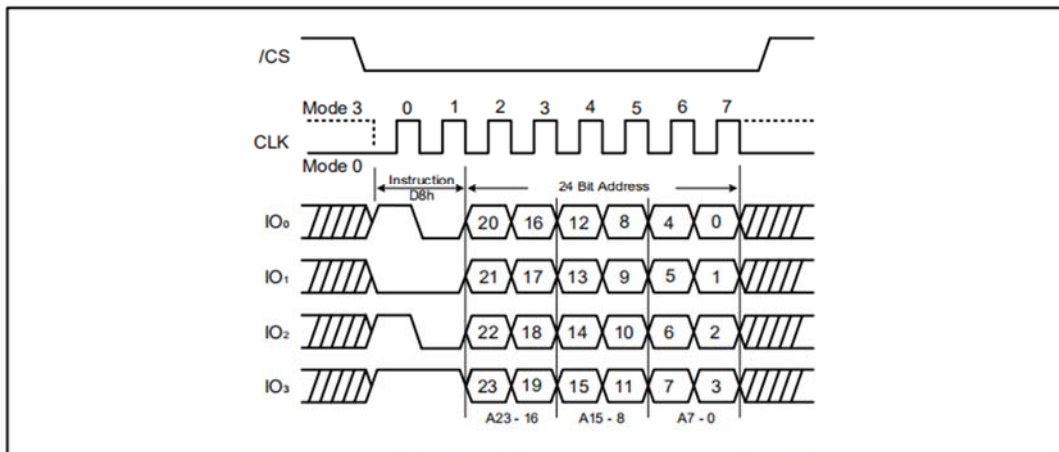 /CS
Mode 3 0 1 2 3 4 5 6 7
CLK
Mode 0
Instruction
D8h
24 Bit Address
IO₀ 20 16 12 8 4 0
IO₁ 21 17 13 9 5 1
IO₂ 22 18 14 10 6 2
IO₃ 23 19 15 11 7 3
A23 - 16 A15 - 8 A7 - 0